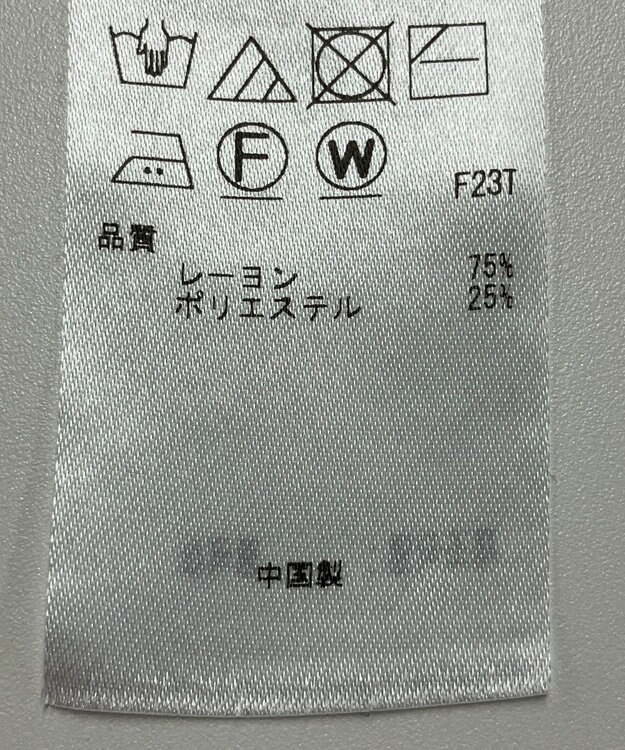 F W
F23T
品質
レーヨン 75%
ポリエステル 25%
中国製